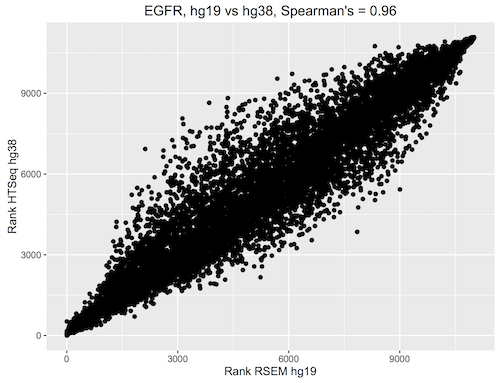 EGFR, hg19 vs hg38, Spearman's = 0.96
Rank HTSeq hg38
9000
6000
3000
0
0 3000 6000 9000
Rank RSEM hg19